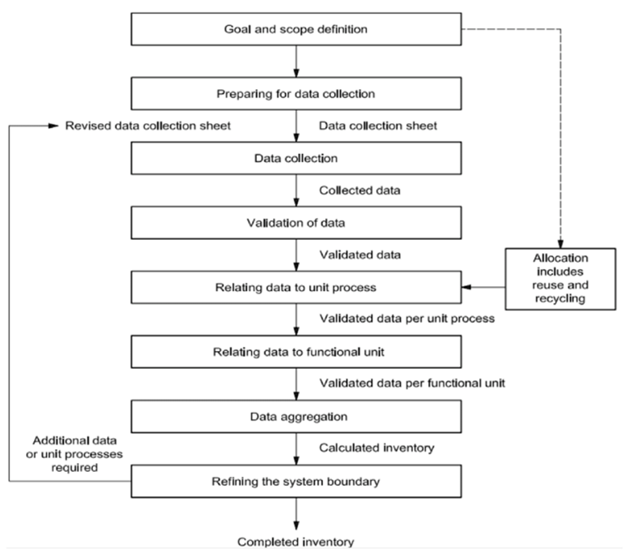 Goal and scope definition
Preparing for data collection
Revised data collection sheet
Data collection sheet
Data collection
Collected data
Validation of data
Validated data
Allocation
includes
reuse and
recycling
Relating data to unit process
Validated data per unit process
Relating data to functional unit
Validated data per functional unit
Data aggregation
Calculated inventory
Additional data
or unit processes
required
Refining the system boundary
Completed inventory